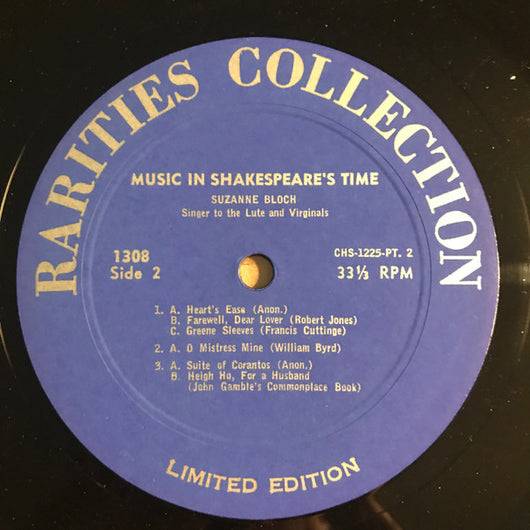 RARITIES COLLECTION
MUSIC IN SHAKESPEARE'S TIME
SUZANNE BLOCH
Singer to the Lute and Virginals
1308
Side 2
CHS-1225-PT. 2
33⅓ RPM
1. A. Heart's Ease (Anon.)
B. Farewell, Dear Lover (Robert Jones)
C. Greene Sleeves (Francis Cuttinge)
2. A. O Mistress Mine (William Byrd)
3. A. Suite of Corantos (Anon.)
B. Heigh Ho, For a Husband
(John Gamble's Commonplace Book)
LIMITED EDITION